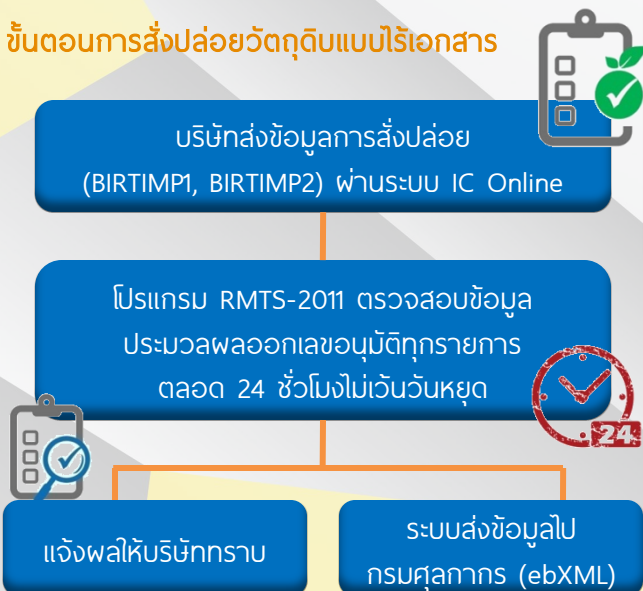 ขั้นตอนการสั่งปล่อยวัตถุดิบแบบไร้เอกสาร
บริษัทส่งข้อมูลการสั่งปล่อย
(BIRTIMP1, BIRTIMP2) ผ่านระบบ IC Online
โปรแกรม RMTS-2011 ตรวจสอบข้อมูล
ประมวลผลออกเลขอนุมัติทุกรายการ
ตลอด 24 ชั่วโมงไม่เว้นวันหยุด
24
แจ้งผลให้บริษัททราบ
ระบบส่งข้อมูลไป
กรมศุลกากร (ebXML)